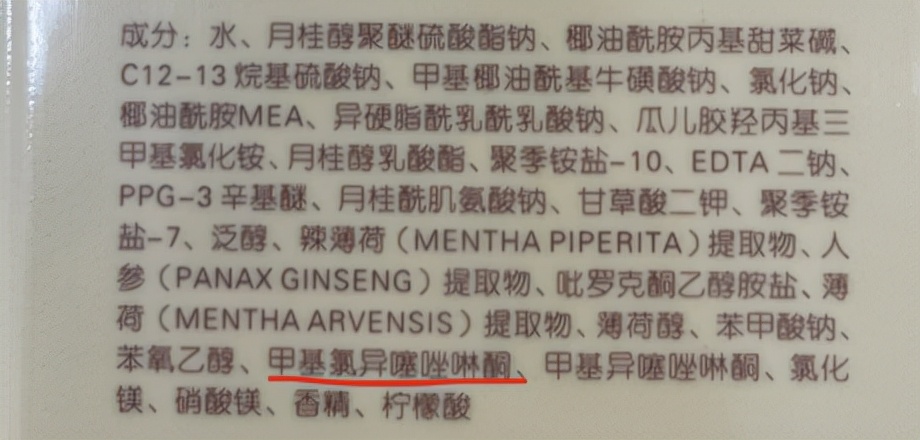 成分：水、月桂醇聚醚硫酸酯钠、椰油酰胺丙基甜菜碱、
C12-13 烷基硫酸钠、甲基椰油酰基牛磺酸钠、氯化钠、
椰油酰胺MEA、异硬脂酰乳酰乳酸钠、瓜儿胶羟丙基三
甲基氯化铵、月桂醇乳酸酯、聚季铵盐-10、EDTA 二钠、
PPG-3 辛基醚、月桂酰肌氨酸钠、甘草酸二钾、聚季铵
盐-7、泛醇、辣薄荷（MENTHA PIPERITA）提取物、人
参（PANAX GINSENG）提取物、吡罗克酮乙醇胺盐、薄
荷（MENTHA ARVENSIS）提取物、薄荷醇、苯甲酸钠、
苯氧乙醇、甲基氯异噻唑啉酮、甲基异噻唑啉酮、氯化
镁、硝酸镁、香精、柠檬酸